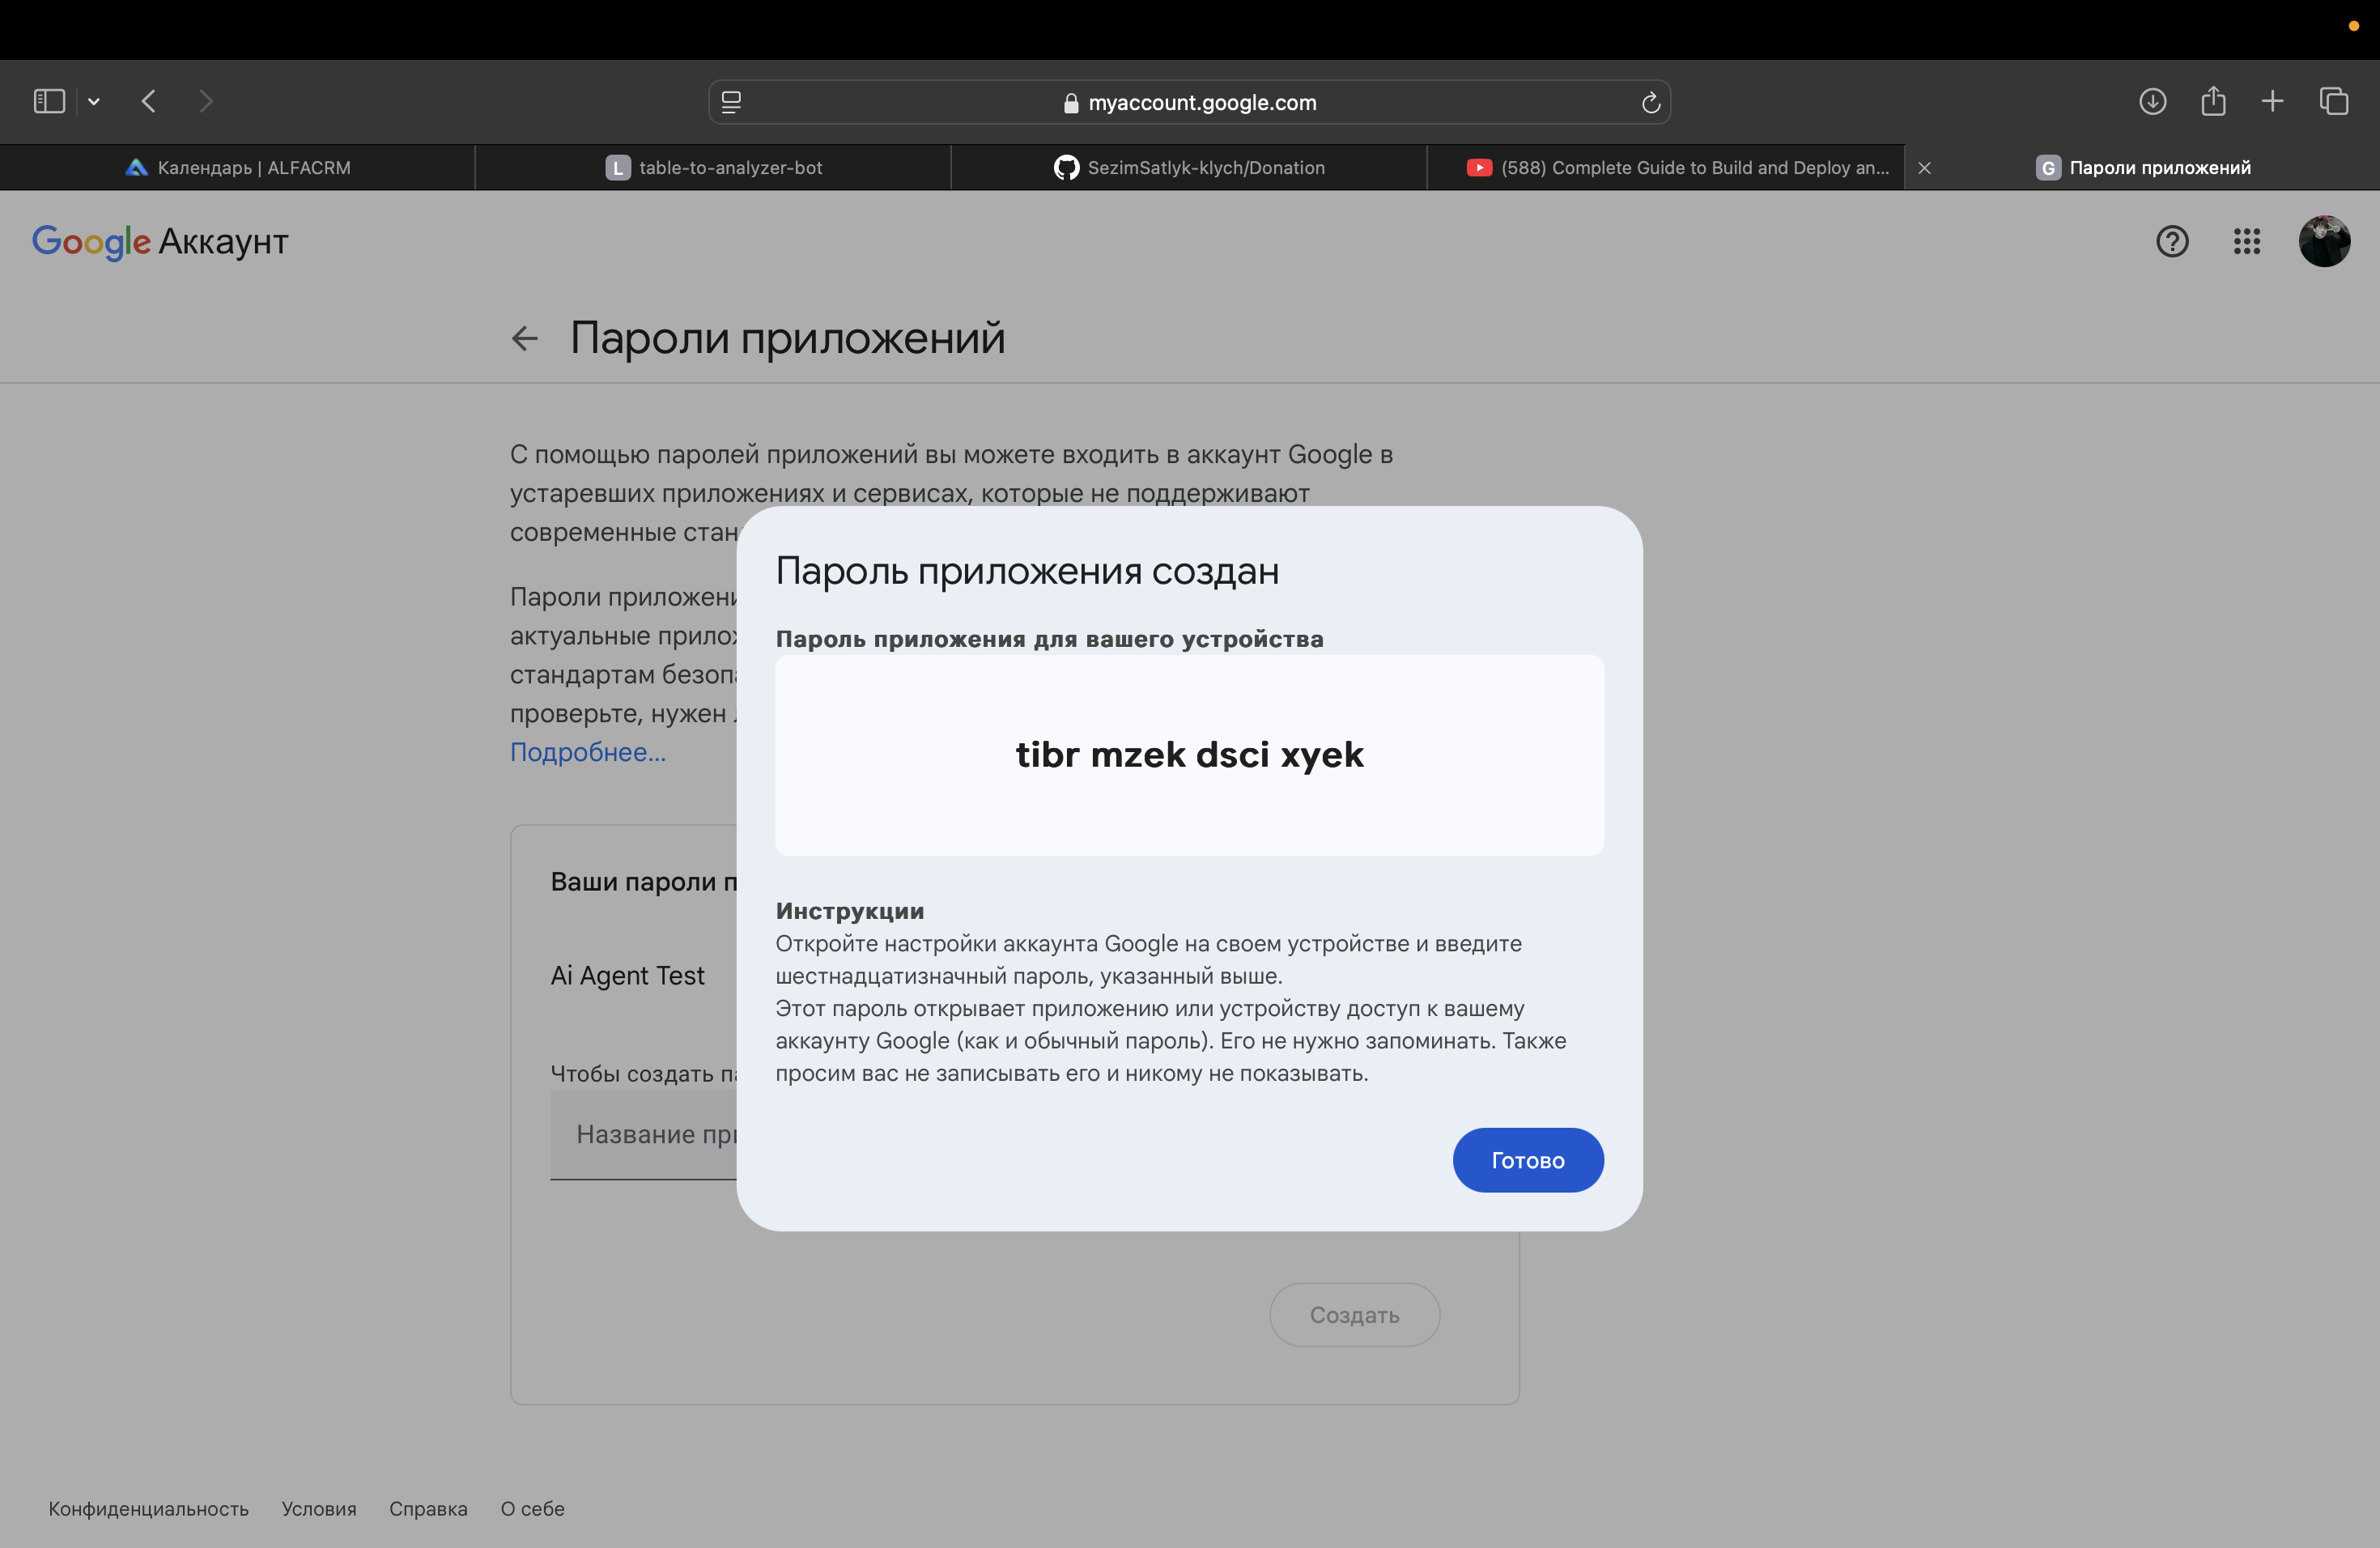 myaccount.google.com
Календарь | ALFACRM
L table-to-analyzer-bot
SezimSatlyk-klych/Donation
(588) Complete Guide to Build and Deploy an...
G Пароли приложений
Google Аккаунт
Пароли приложений
С помощью паролей приложений вы можете входить в аккаунт Google в
устаревших приложениях и сервисах, которые не поддерживают
современные стан
Пароли приложени
актуальные прилож
стандартам безопа
проверьте, нужен
Подробнее...
Ваши пароли п
Ai Agent Test
Чтобы создать па
Название при
Создать
Пароль приложения создан
Пароль приложения для вашего устройства
tibr mzek dsci xyek
Инструкции
Откройте настройки аккаунта Google на своем устройстве и введите
шестнадцатизначный пароль, указанный выше.
Этот пароль открывает приложению или устройству доступ к вашему
аккаунту Google (как и обычный пароль). Его не нужно запоминать. Также
просим вас не записывать его и никому не показывать.
Готово
Конфиденциальность Условия Справка О себе